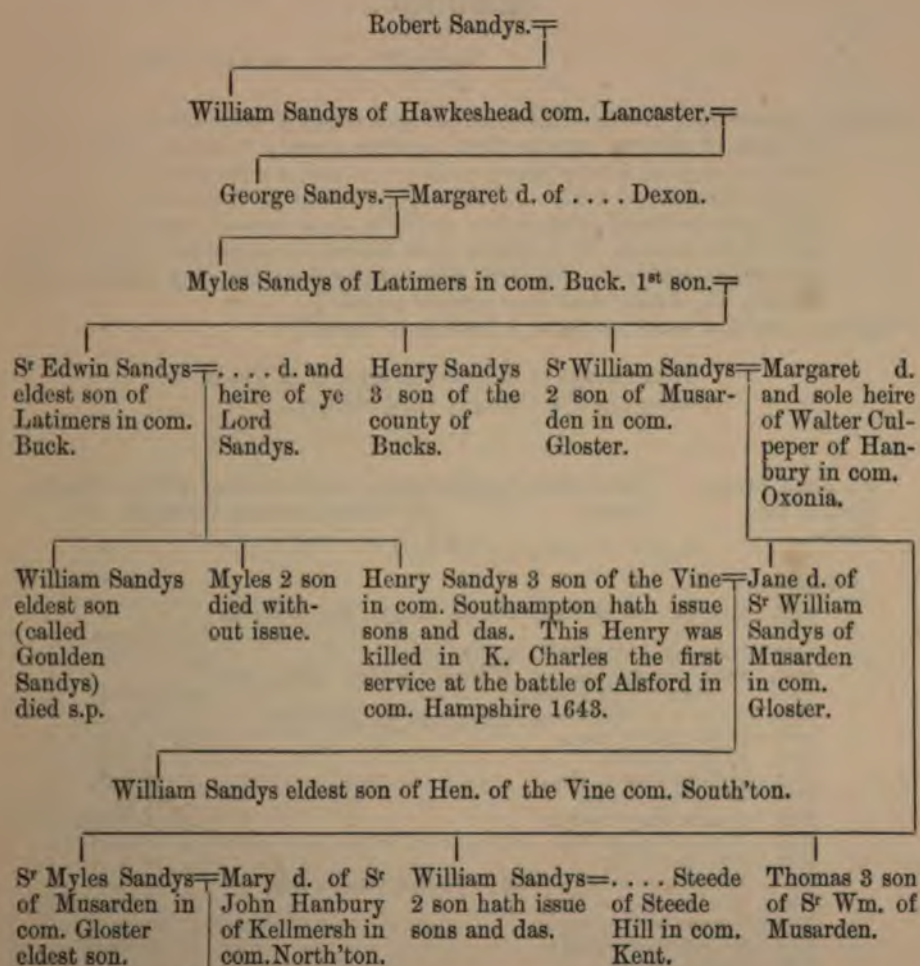 Robert Sandys.
William Sandys of Hawkeshead com. Lancaster.
George Sandys.=Margaret d. of . . . . Dexon.
Myles Sandys of Latimers in com. Buck. 1st son.
Sr Edwin Sandys=
eldest son of
Latimers in com.
Buck.
. . . . d. and
heire of ye
Lord
Sandys.
Henry Sandys
3 son of the
county of
Bucks.
Sr William Sandys=
2 son of Musar-
den in com.
Gloster.
Margaret d.
and sole heire
of Walter Cul-
peper of Han-
bury in com.
Oxonia.
William Sandys
eldest son
(called
Goulden
Sandys)
died s.p.
Myles 2 son
died with-
out issue.
Henry Sandys 3 son of the Vine=
in com. Southampton hath issue
sons and das. This Henry was
killed in K. Charles the first
service at the battle of Alsford in
com. Hampshire 1643.
Jane d. of
Sr William
Sandys of
Musarden
in com.
Gloster.
William Sandys eldest son of Hen. of the Vine com. South'ton.
Sr Myles Sandys=
of Musarden in
com. Gloster
eldest son.
Mary d. of Sr
John Hanbury
of Kellmersh in
com. North'ton.
William Sandys=
2 son hath issue
sons and das.
. . . . Steede
of Steede
Hill in com.
Kent.
Thomas 3 son
of Sr Wm. of
Musarden.